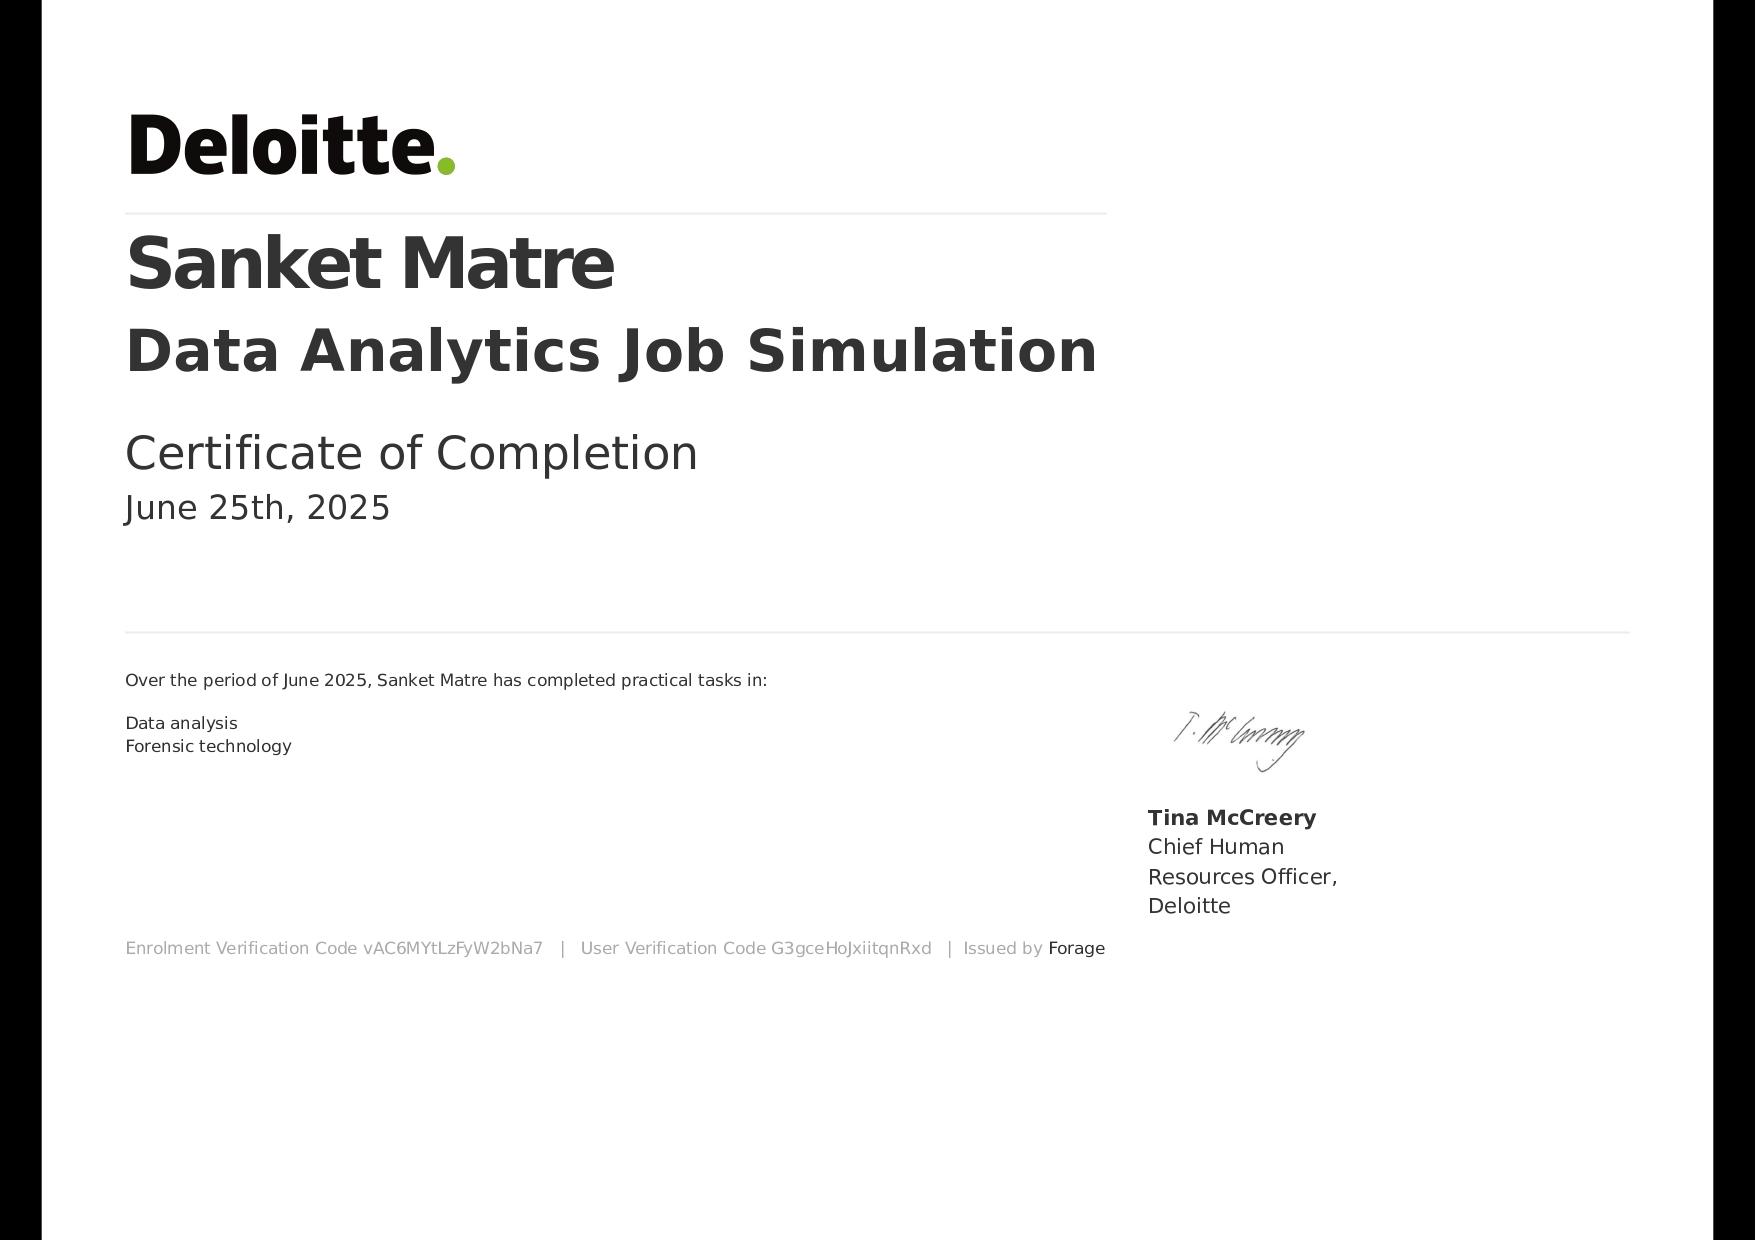 Deloitte.
Sanket Matre
Data Analytics Job Simulation
Certificate of Completion
June 25th, 2025
Over the period of June 2025, Sanket Matre has completed practical tasks in:
Data analysis
Forensic technology
T. McCreery
Tina McCreery
Chief Human
Resources Officer,
Deloitte
Enrolment Verification Code vAC6MYtLzFyW2bNa7 | User Verification Code G3gceHoJxiitqnRxd | Issued by Forage